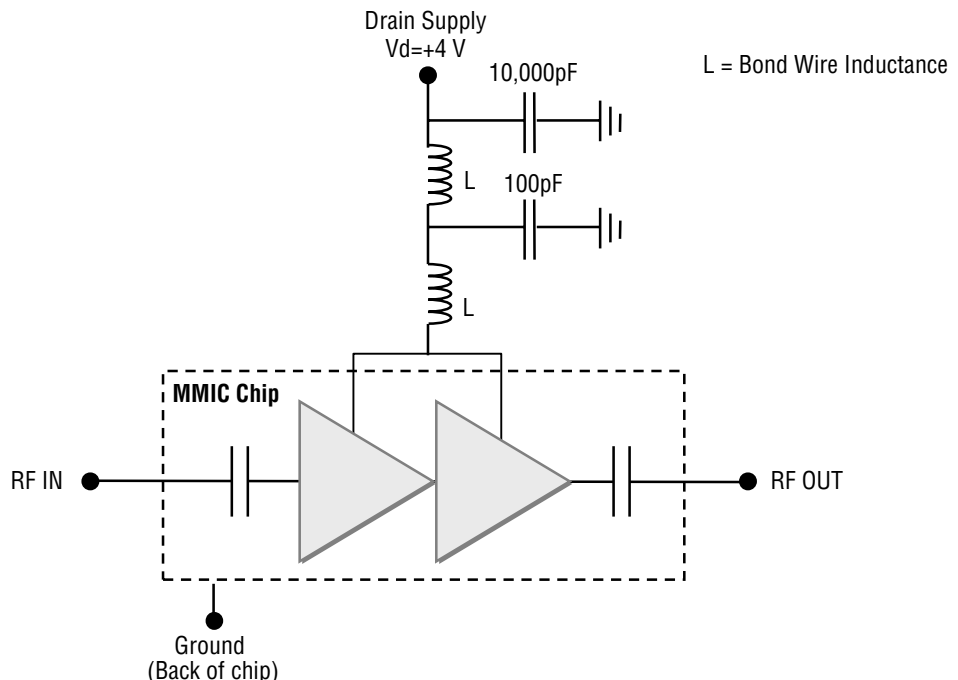 Drain Supply
Vd=+4 V
10,000pF
L = Bond Wire Inductance
L
100pF
L
MMIC Chip
RF IN
RF OUT
Ground
(Back of chip)